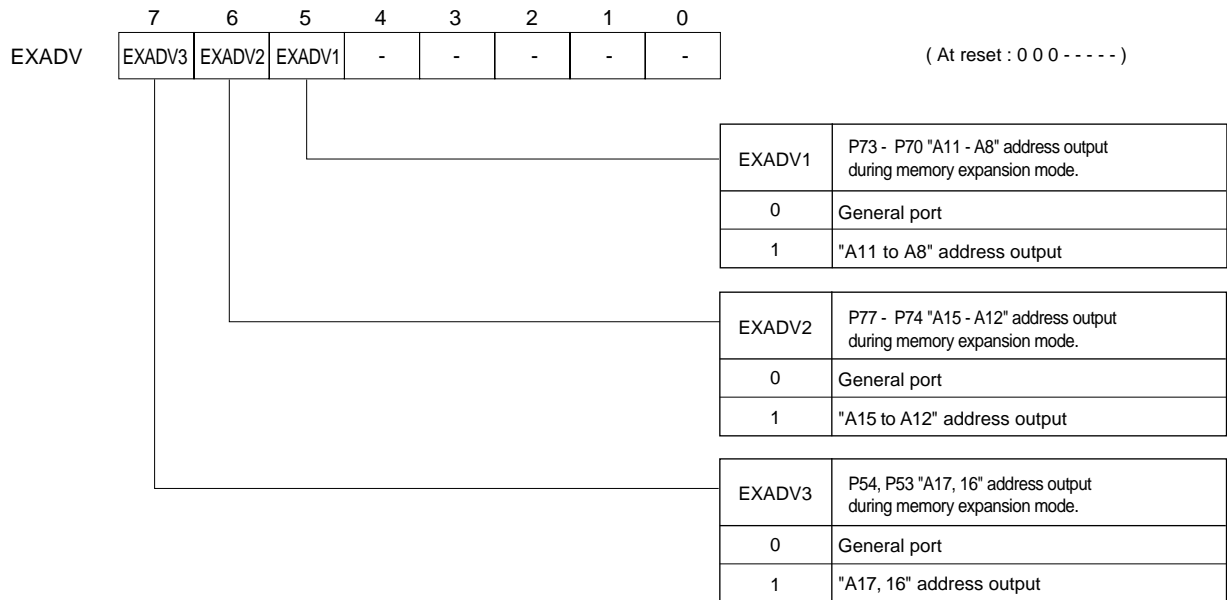 7 6 5 4 3 2 1 0
EXADV EXADV3 EXADV2 EXADV1 - - - - - ( At reset : 0 0 0 - - - - - )
EXADV1 P73 - P70 "A11 - A8" address output
during memory expansion mode.
0 General port
1 "A11 to A8" address output
EXADV2 P77 - P74 "A15 - A12" address output
during memory expansion mode.
0 General port
1 "A15 to A12" address output
EXADV3 P54, P53 "A17, 16" address output
during memory expansion mode.
0 General port
1 "A17, 16" address output